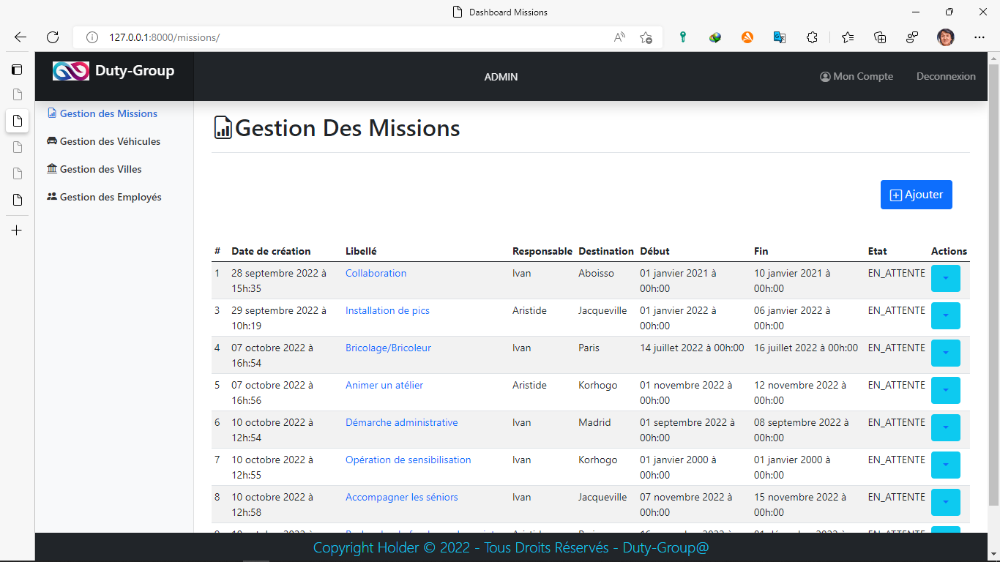 Dashboard Missions
127.0.0.1:8000/missions/
Duty-Group
ADMIN
Mon Compte
Deconnexion
Gestion des Missions
Gestion des Véhicules
Gestion des Villes
Gestion des Employés
Gestion Des Missions
Ajouter
# Date de création Libellé Responsable Destination Début Fin Etat Actions
1 28 septembre 2022 à Collaboration Ivan Aboisso 01 janvier 2021 à 10 janvier 2021 à EN_ATTENTE
15h:35 00h:00 00h:00
3 29 septembre 2022 à Installation de pics Aristide Jacqueville 01 janvier 2022 à 06 janvier 2022 à EN_ATTENTE
10h:19 00h:00 00h:00
4 07 octobre 2022 à Bricolage/Bricoleur Ivan Paris 14 juillet 2022 à 00h:00 16 juillet 2022 à 00h:00 EN_ATTENTE
16h:54
5 07 octobre 2022 à Animer un atélier Aristide Korhogo 01 novembre 2022 à 12 novembre 2022 à EN_ATTENTE
16h:56 00h:00 00h:00
6 10 octobre 2022 à Démarche administrative Ivan Madrid 01 septembre 2022 à 08 septembre 2022 à EN_ATTENTE
12h:54 00h:00 00h:00
7 10 octobre 2022 à Opération de sensibilisation Ivan Korhogo 01 janvier 2000 à 01 janvier 2000 à EN_ATTENTE
12h:55 00h:00 00h:00
8 10 octobre 2022 à Accompagner les séniors Ivan Jacqueville 07 novembre 2022 à 15 novembre 2022 à EN_ATTENTE
12h:58 00h:00 00h:00
Copyright Holder © 2022 - Tous Droits Réservés - Duty-Group@